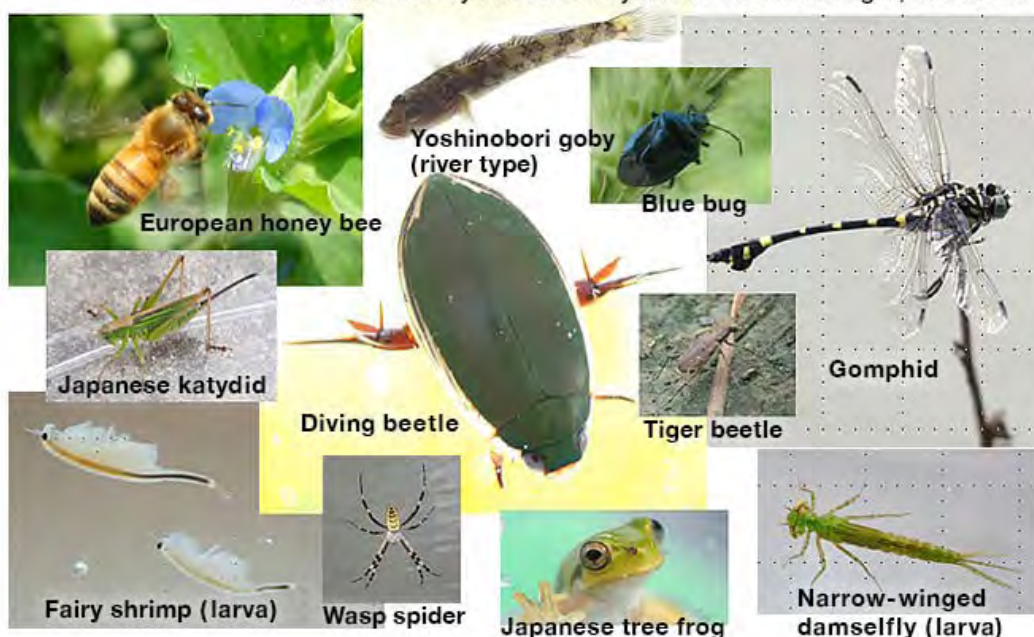 Yoshinobori goby
(river type)
European honey bee
Blue bug
Japanese katydid
Gomphid
Diving beetle
Tiger beetle
Fairy shrimp (larva)
Wasp spider
Japanese tree frog
Narrow-winged
damselfly (larva)